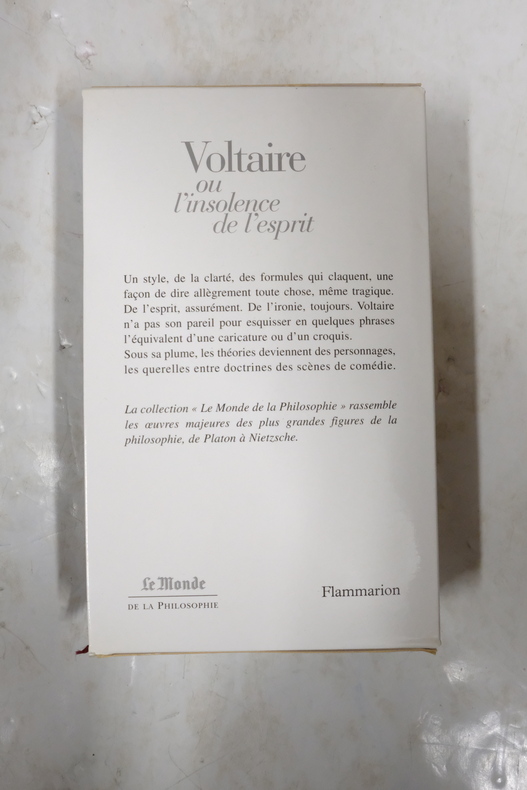 Voltaire
ou
l'insolence
de l'esprit
Un style, de la clarté, des formules qui claquent, une
façon de dire allègrement toute chose, même tragique.
De l'esprit, assurément. De l'ironie, toujours. Voltaire
n'a pas son pareil pour esquisser en quelques phrases
l'équivalent d'une caricature ou d'un croquis.
Sous sa plume, les théories deviennent des personnages,
les querelles entre doctrines des scènes de comédie.
La collection « Le Monde de la Philosophie » rassemble
les œuvres majeures des plus grandes figures de la
philosophie, de Platon à Nietzsche.
Le Monde
DE LA PHILOSOPHIE
Flammarion